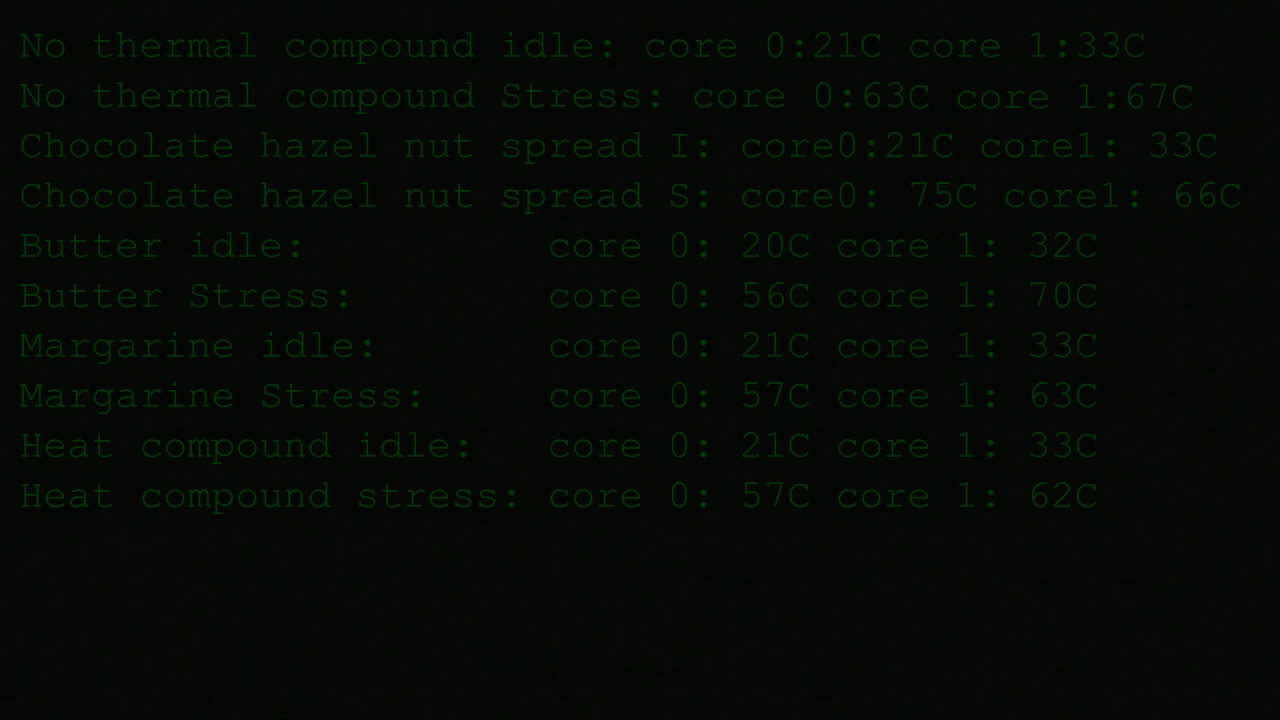 No thermal compound idle: core 0:21C core 1:33C
No thermal compound Stress: core 0:63C core 1:67C
Chocolate hazel nut spread I: core0:21C core1: 33C
Chocolate hazel nut spread S: core0: 75C core1: 66C
Butter idle: core 0: 20C core 1: 32C
Butter Stress: core 0: 56C core 1: 70C
Margarine idle: core 0: 21C core 1: 33C
Margarine Stress: core 0: 57C core 1: 63C
Heat compound idle: core 0: 21C core 1: 33C
Heat compound stress: core 0: 57C core 1: 62C